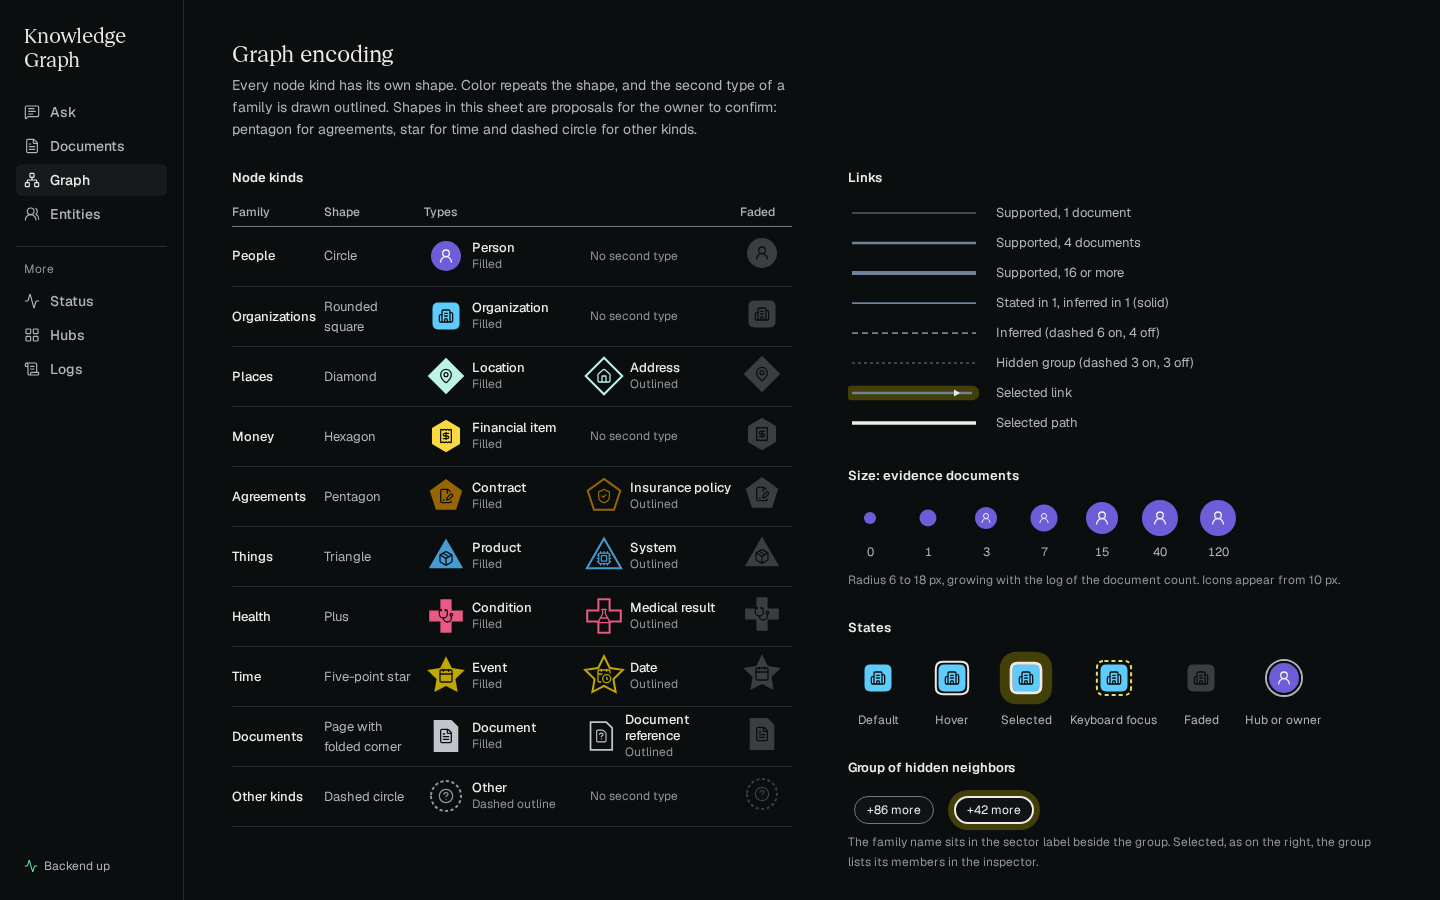 Knowledge
Graph
Ask
Documents
Graph
Entities
More
Status
Hubs
Logs
Backend up
Graph encoding
Every node kind has its own shape. Color repeats the shape, and the second type of a
family is drawn outlined. Shapes in this sheet are proposals for the owner to confirm:
pentagon for agreements, star for time and dashed circle for other kinds.
Node kinds
Family Shape Types Faded
People Circle Person Filled No second type
Organizations Rounded square Organization Filled No second type
Places Diamond Location Filled Address Outlined
Money Hexagon Financial item Filled No second type
Agreements Pentagon Contract Filled Insurance policy Outlined
Things Triangle Product Filled System Outlined
Health Plus Condition Filled Medical result Outlined
Time Five-point star Event Filled Date Outlined
Documents Page with folded corner Document Filled Document reference Outlined
Other kinds Dashed circle Other Dashed outline No second type
Links
Supported, 1 document
Supported, 4 documents
Supported, 16 or more
Stated in 1, inferred in 1 (solid)
Inferred (dashed 6 on, 4 off)
Hidden group (dashed 3 on, 3 off)
Selected link
Selected path
Size: evidence documents
0 1 3 7 15 40 120
Radius 6 to 18 px, growing with the log of the document count. Icons appear from 10 px.
States
Default Hover Selected Keyboard focus Faded Hub or owner
Group of hidden neighbors
+86 more +42 more
The family name sits in the sector label beside the group. Selected, as on the right, the group
lists its members in the inspector.